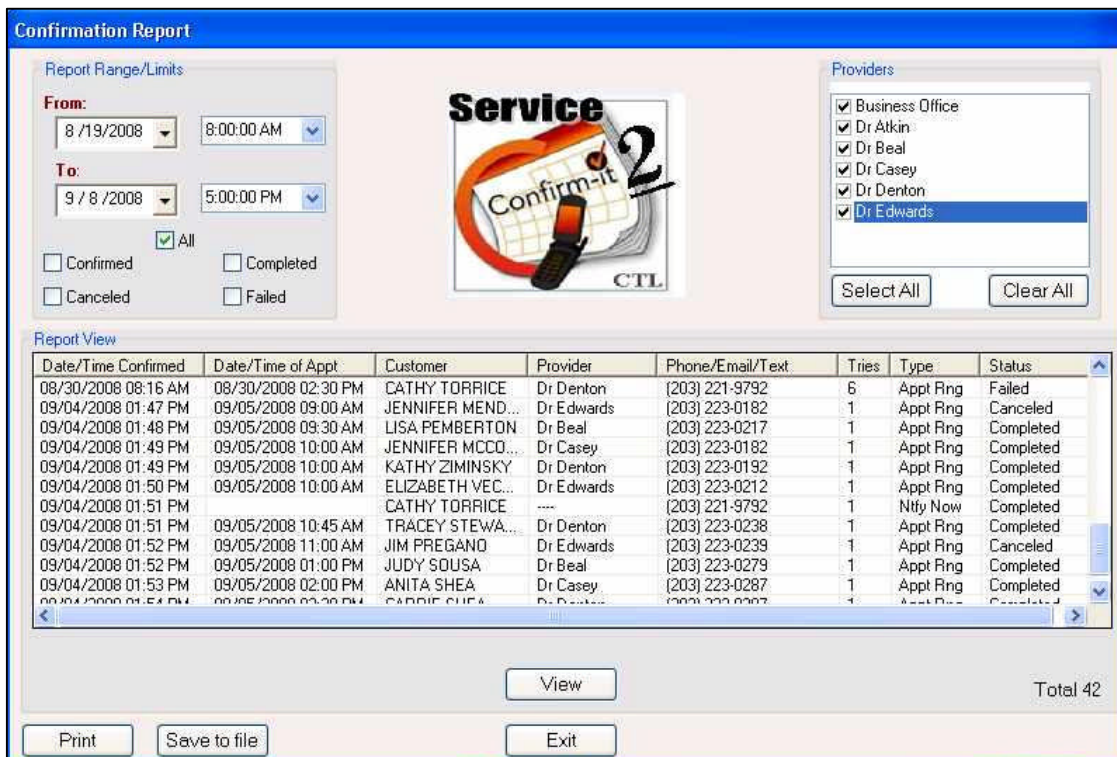 Confirmation Report
Report Range/Limits
From:
8 /19/2008 8:00:00 AM
To:
9 / 8 /2008 5:00:00 PM
All
Confirmed Completed
Canceled Failed
Service
2
Confirm-it
CTL
Providers
Business Office
Dr Atkin
Dr Beal
Dr Casey
Dr Denton
Dr Edwards
Select All Clear All
Report View
Date/Time Confirmed Date/Time of Appt Customer Provider Phone/Email/Text Tries Type Status
08/30/2008 08:16 AM 08/30/2008 02:30 PM CATHY TORRICE Dr Denton (203) 221-9792 6 Appt Rng Failed
09/04/2008 01:47 PM 09/05/2008 09:00 AM JENNIFER MEND... Dr Edwards (203) 223-0182 1 Appt Rng Canceled
09/04/2008 01:48 PM 09/05/2008 09:30 AM LISA PEMBERTON Dr Beal (203) 223-0217 1 Appt Rng Completed
09/04/2008 01:49 PM 09/05/2008 10:00 AM JENNIFER MCCO... Dr Casey (203) 223-0182 1 Appt Rng Completed
09/04/2008 01:49 PM 09/05/2008 10:00 AM KATHY ZIMINSKY Dr Denton (203) 223-0192 1 Appt Rng Completed
09/04/2008 01:50 PM 09/05/2008 10:00 AM ELIZABETH VEC... Dr Edwards (203) 223-0212 1 Appt Rng Completed
09/04/2008 01:51 PM CATHY TORRICE ---- (203) 221-9792 1 Ntfy Now Completed
09/04/2008 01:51 PM 09/05/2008 10:45 AM TRACEY STEWA... Dr Denton (203) 223-0238 1 Appt Rng Completed
09/04/2008 01:52 PM 09/05/2008 11:00 AM JIM PREGANO Dr Edwards (203) 223-0239 1 Appt Rng Canceled
09/04/2008 01:52 PM 09/05/2008 01:00 PM JUDY SOUSA Dr Beal (203) 223-0279 1 Appt Rng Completed
09/04/2008 01:53 PM 09/05/2008 02:00 PM ANITA SHEA Dr Casey (203) 223-0287 1 Appt Rng Completed
View
Total 42
Print Save to file Exit